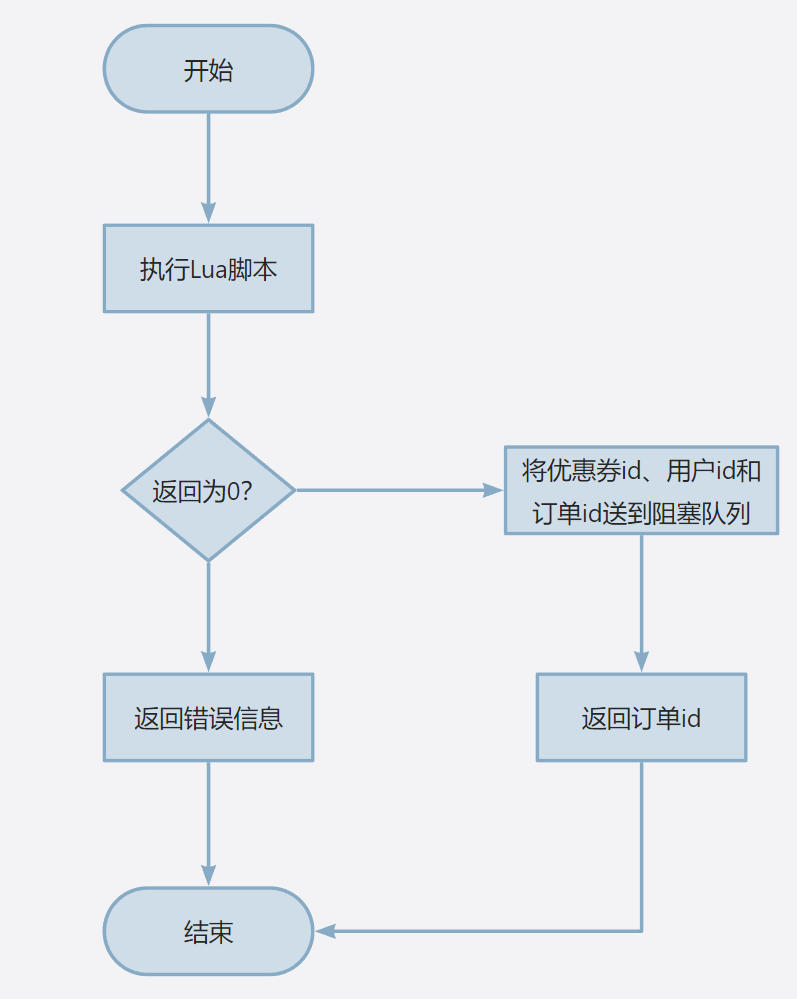 开始
执行Lua脚本
返回为0?
将优惠券id、用户id和
订单id送到阻塞队列
返回错误信息
返回订单id
结束